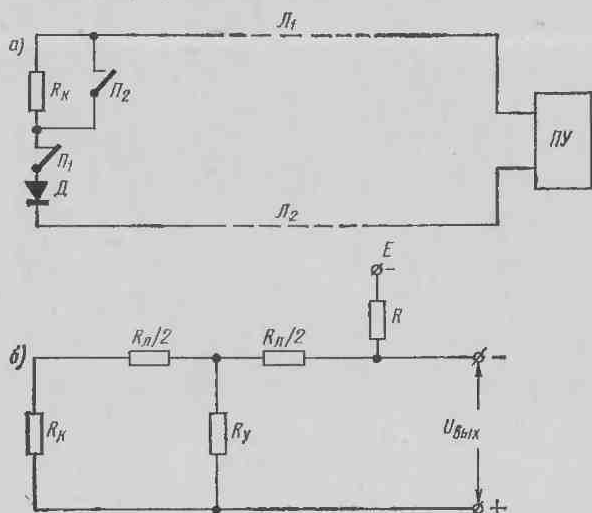 а)
Л₁
Rк
П₂
ПУ
П₁
Д
Л₂
E
-
R
б)
Rл/2
Rл/2
-
Rк
Rу
Uвых
+